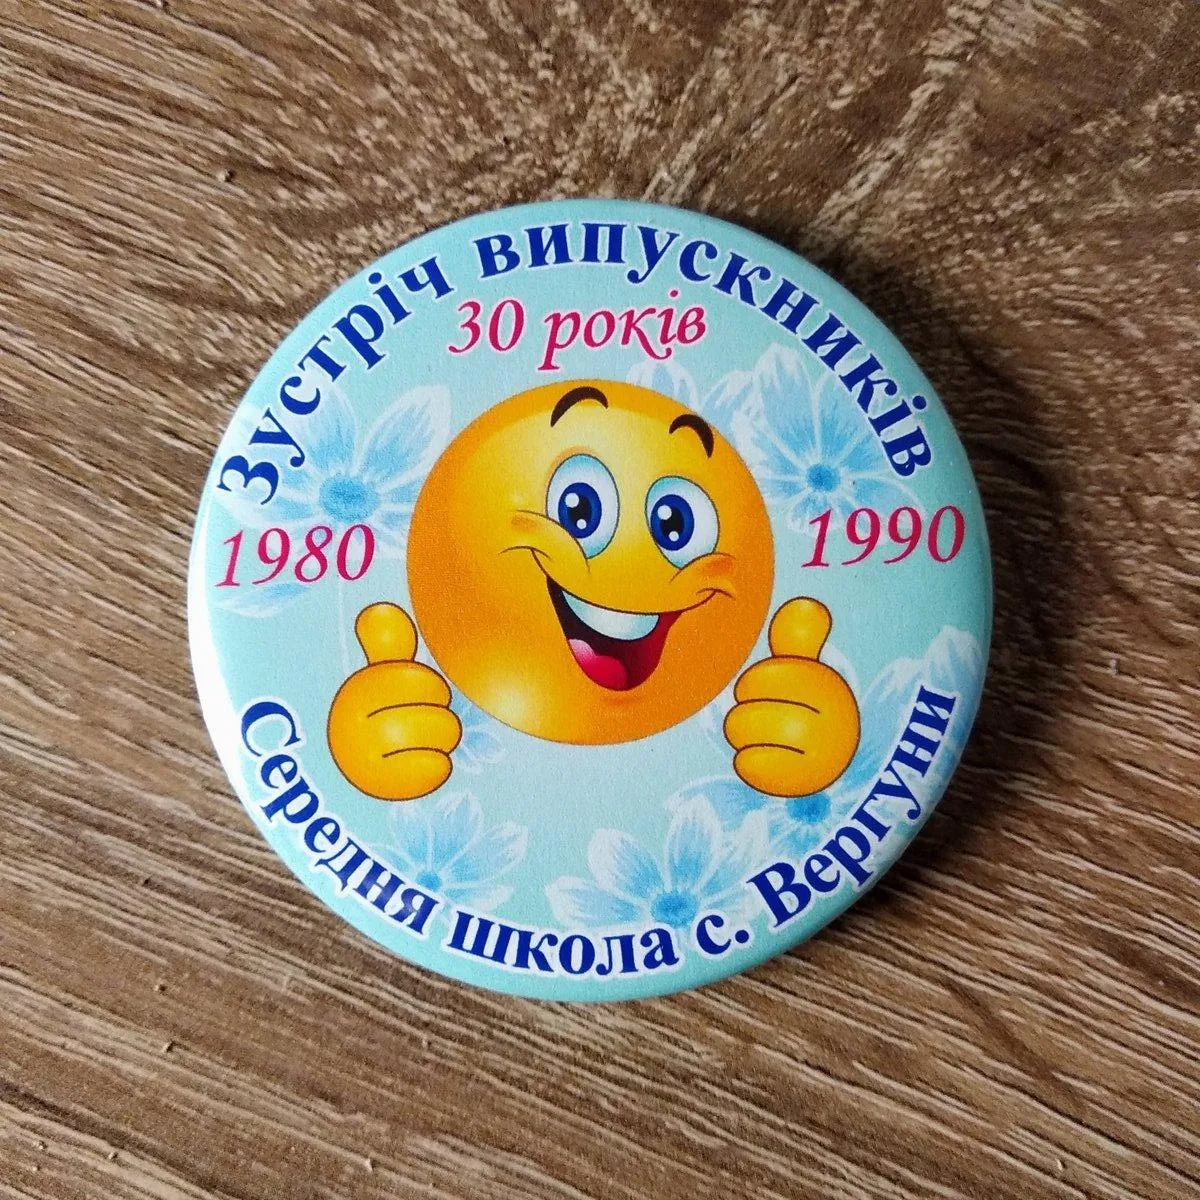 Зустріч випускників
30 років
1980 1990
Середня школа с. Вергуни